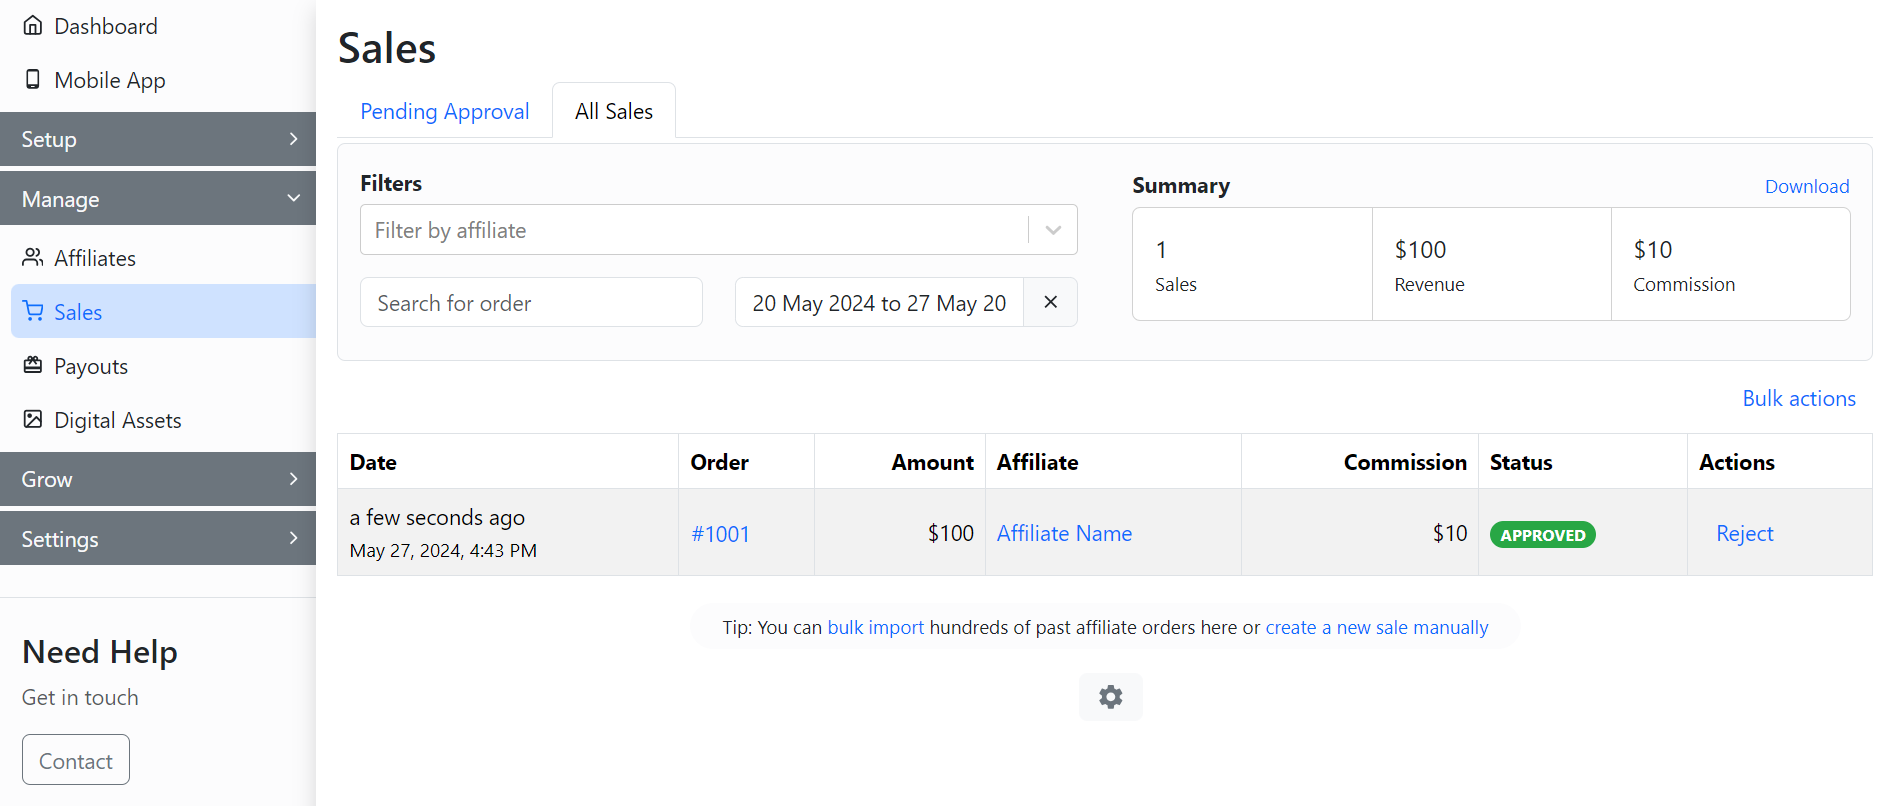 Dashboard
Mobile App
Setup
Manage
Affiliates
Sales
Payouts
Digital Assets
Grow
Settings
Need Help
Get in touch
Contact
Sales
Pending Approval
All Sales
Filters
Filter by affiliate
Search for order
20 May 2024 to 27 May 20
Summary
Download
1
Sales
$100
Revenue
$10
Commission
Bulk actions
Date Order Amount Affiliate Commission Status Actions
a few seconds ago
May 27, 2024, 4:43 PM
#1001 $100 Affiliate Name $10 APPROVED Reject
Tip: You can bulk import hundreds of past affiliate orders here or create a new sale manually